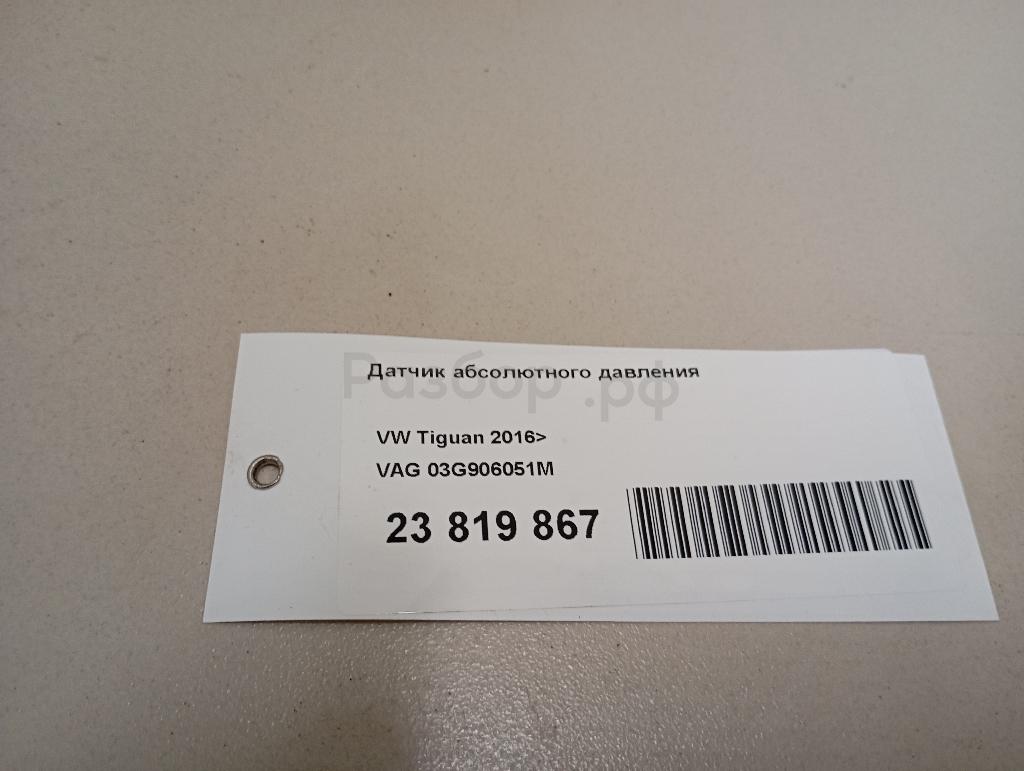 Датчик абсолютного давления
Разбор.рф
VW Tiguan 2016>
VAG 03G906051M
23 819 867